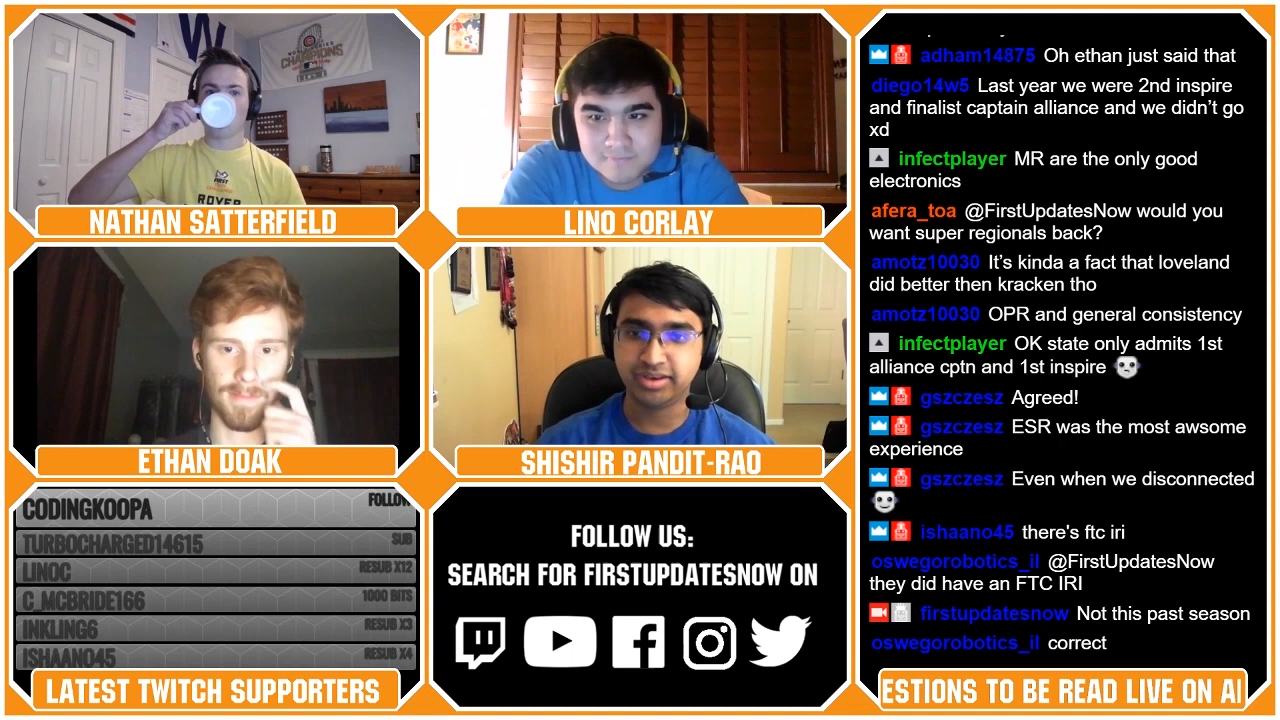 CHAMPIONS
W
FIRST
ROVER
NATHAN SATTERFIELD
LINO CORLAY
ETHAN DOAK
SHISHIR PANDIT-RAO
CODINGKOOPA FOLLOW
TURBOCHARGED14615 SUB
LINOC RESUB X12
C_MCBRIDE166 1000 BITS
INKLING6 RESUB X3
ISHAANO45 RESUB X4
LATEST TWITCH SUPPORTERS
FOLLOW US:
SEARCH FOR FIRSTUPDATESNOW ON
adham14875 Oh ethan just said that
diego14w5 Last year we were 2nd inspire
and finalist captain alliance and we didn't go
xd
infectplayer MR are the only good
electronics
afera_toa @FirstUpdatesNow would you
want super regionals back?
amotz10030 It's kinda a fact that loveland
did better then kracken tho
amotz10030 OPR and general consistency
infectplayer OK state only admits 1st
alliance cptn and 1st inspire
gszczesz Agreed!
gszczesz ESR was the most awsome
experience
gszczesz Even when we disconnected
ishaano45 there's ftc iri
oswegorobotics_il @FirstUpdatesNow
they did have an FTC IRI
firstupdatesnow Not this past season
oswegorobotics_il correct
ESTIONS TO BE READ LIVE ON AI